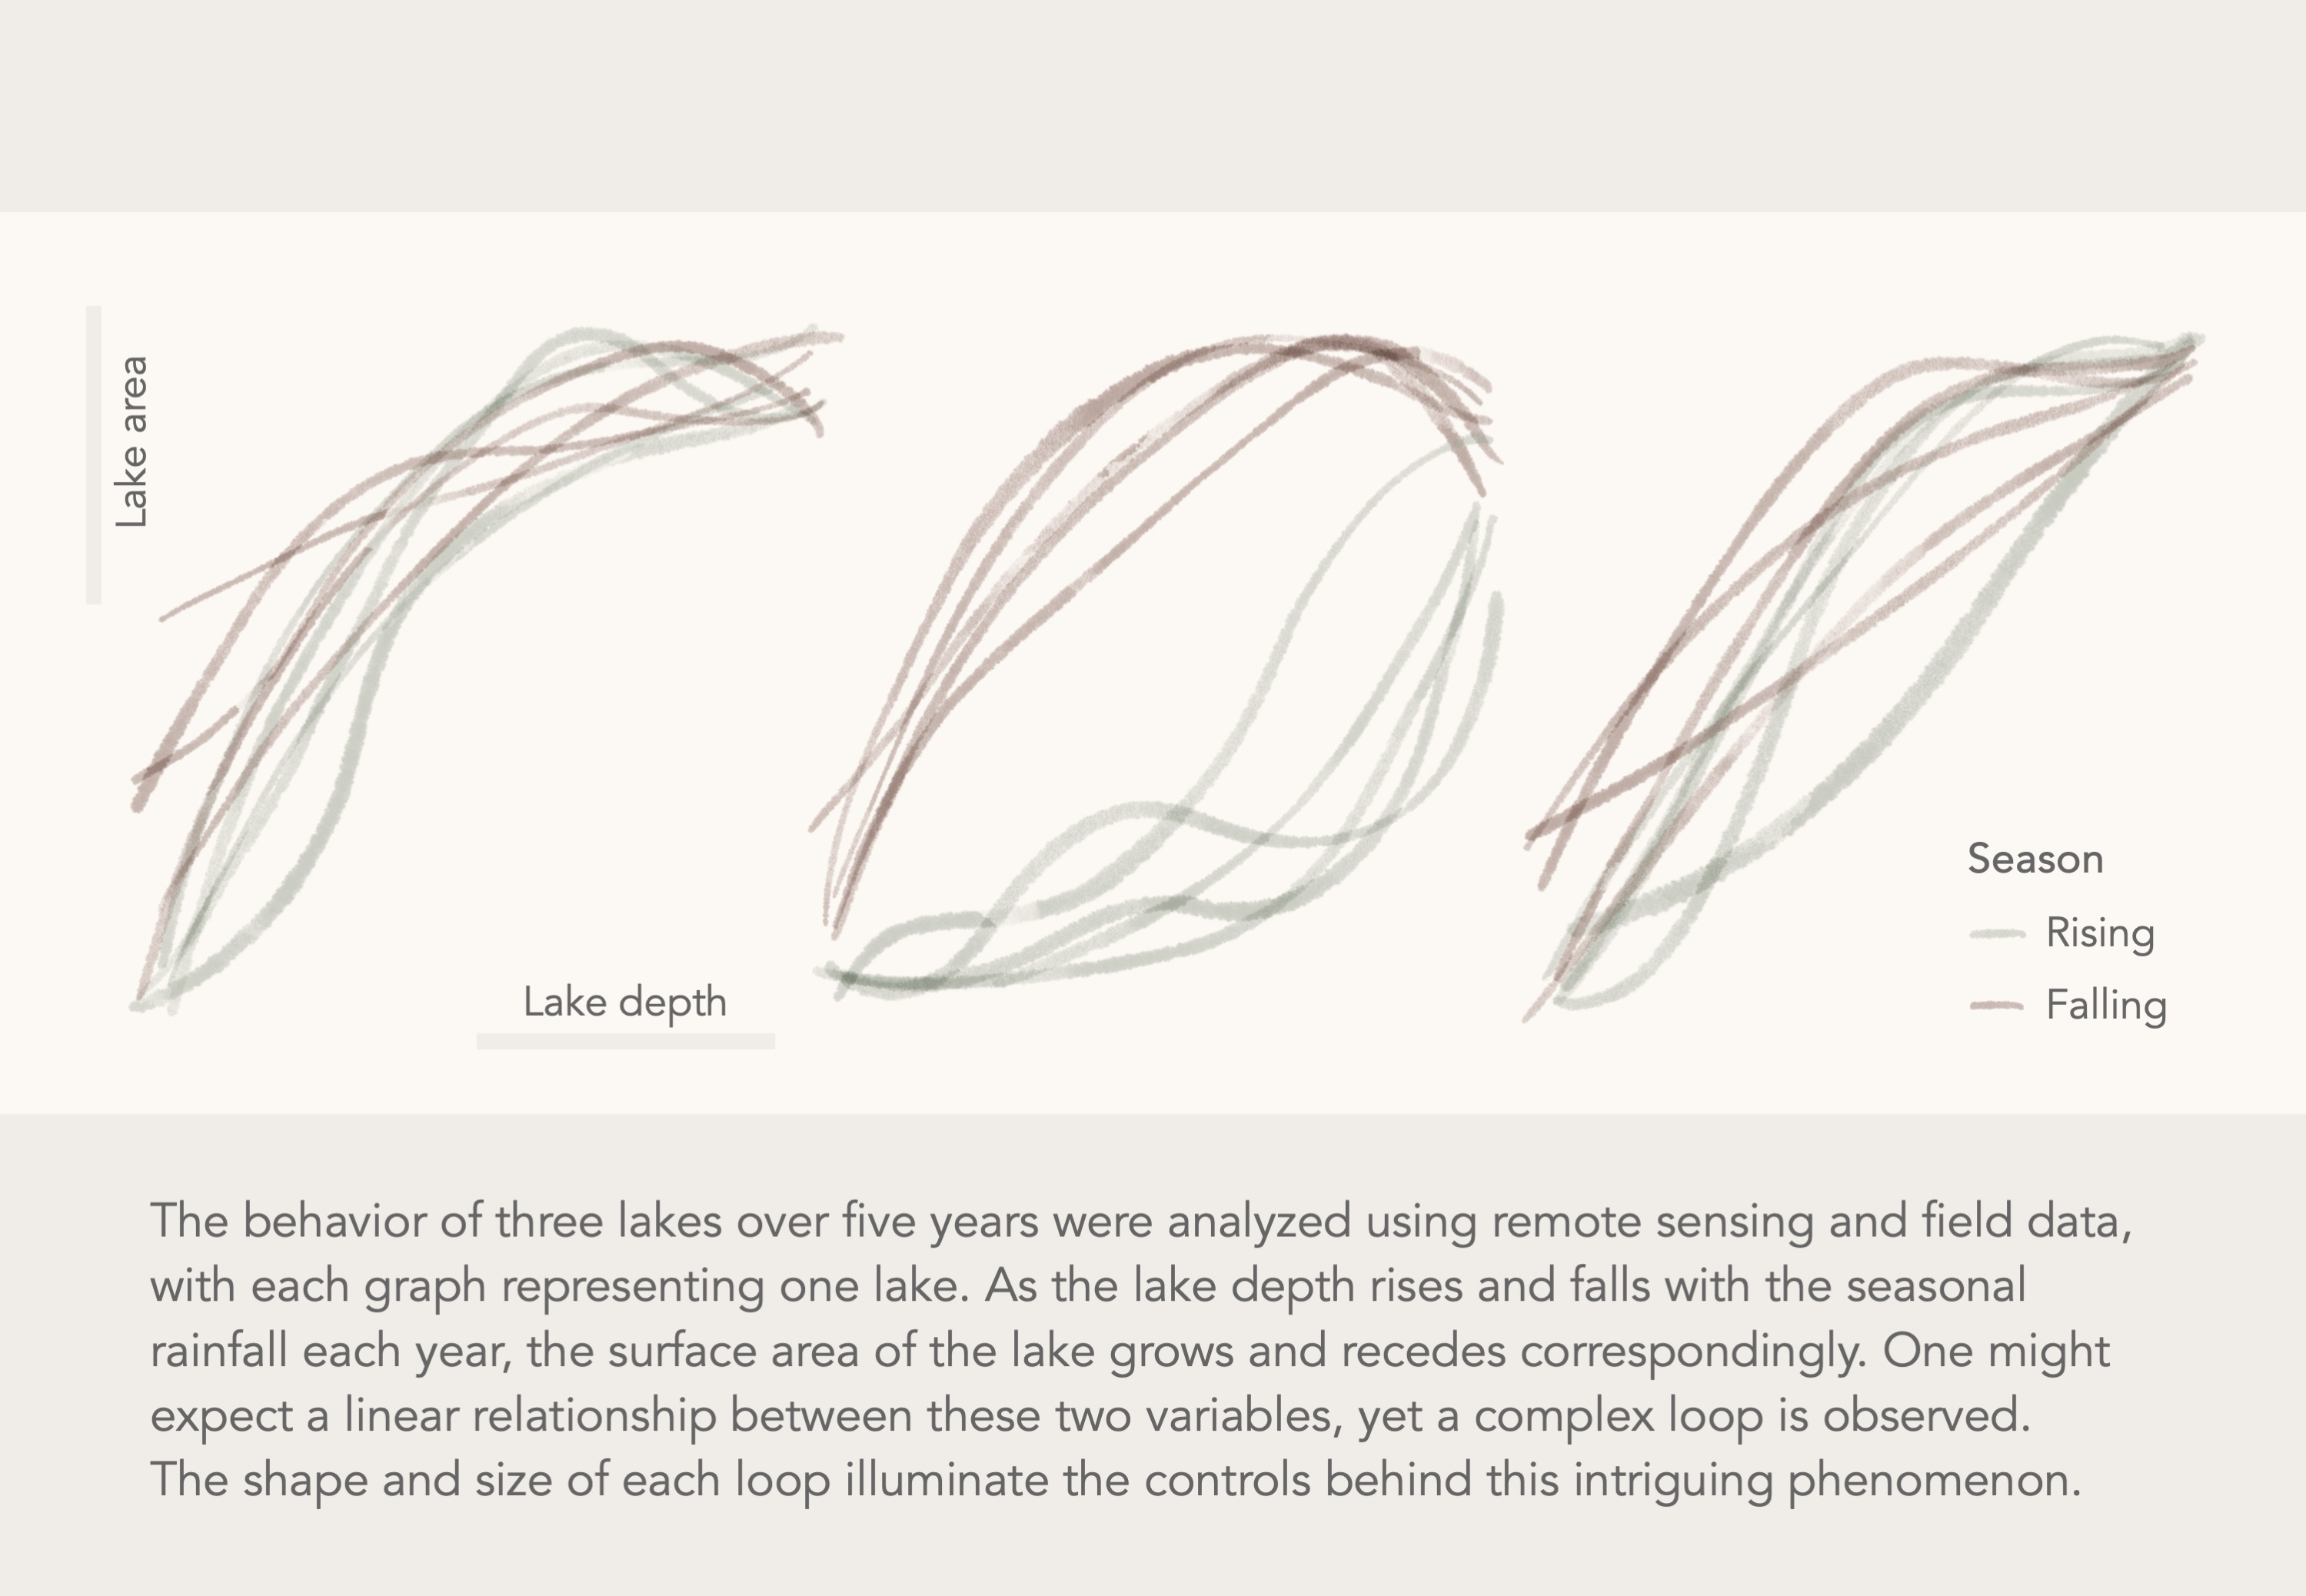 Lake area
Lake depth
Season
Rising
Falling
The behavior of three lakes over five years were analyzed using remote sensing and field data,
with each graph representing one lake. As the lake depth rises and falls with the seasonal
rainfall each year, the surface area of the lake grows and recedes correspondingly. One might
expect a linear relationship between these two variables, yet a complex loop is observed.
The shape and size of each loop illuminate the controls behind this intriguing phenomenon.